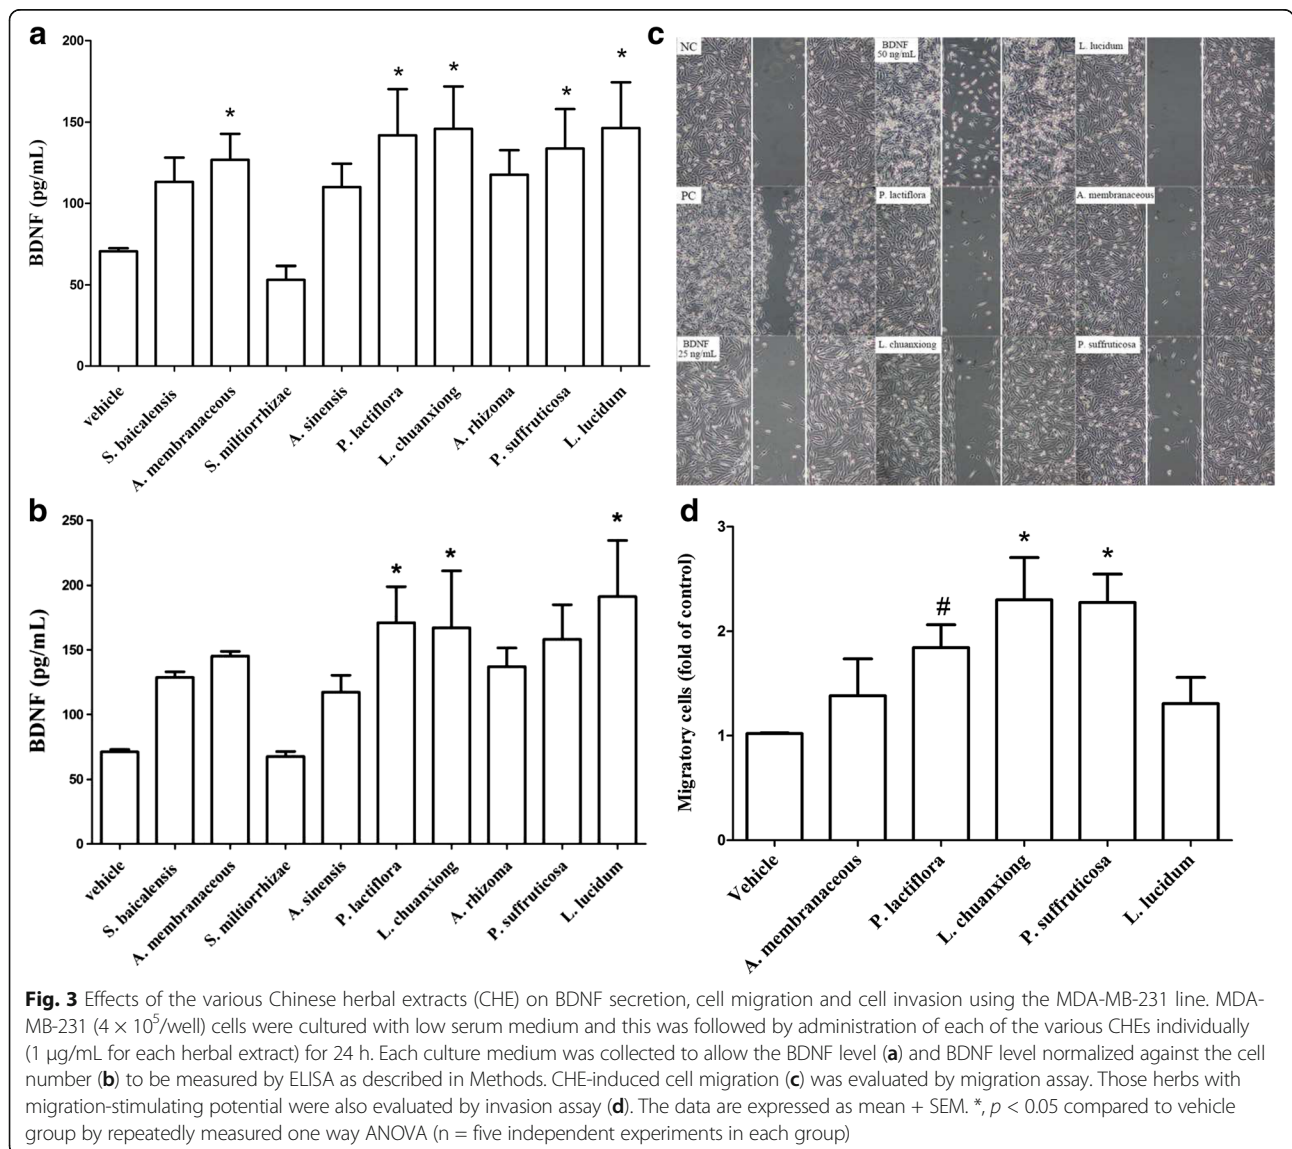 a
200
150
100
50
0
BDNF (pg/mL)
* * * * *
vehicle
S. baicalensis
A. membranaceous
S. miltiorrhizae
A. sinensis
P. lactiflora
L. chuanxiong
A. rhizoma
P. suffruticosa
L. lucidum
b
250
200
150
100
50
0
BDNF (pg/mL)
* * *
vehicle
S. baicalensis
A. membranaceous
S. miltiorrhizae
A. sinensis
P. lactiflora
L. chuanxiong
A. rhizoma
P. suffruticosa
L. lucidum
c
NC
BDNF
50 ng/mL
L. lucidum
PC
P. lactiflora
A. membranaceous
BDNF
25 ng/mL
L. chuanxiong
P. suffruticosa
d
3
2
1
0
Migratory cells (fold of control)
# * *
Vehicle
A. membranaceous
P. lactiflora
L. chuanxiong
P. suffruticosa
L. lucidum
Fig. 3 Effects of the various Chinese herbal extracts (CHE) on BDNF secretion, cell migration and cell invasion using the MDA-MB-231 line. MDA-
MB-231 (4 × 10⁵/well) cells were cultured with low serum medium and this was followed by administration of each of the various CHEs individually
(1 μg/mL for each herbal extract) for 24 h. Each culture medium was collected to allow the BDNF level (a) and BDNF level normalized against the cell
number (b) to be measured by ELISA as described in Methods. CHE-induced cell migration (c) was evaluated by migration assay. Those herbs with
migration-stimulating potential were also evaluated by invasion assay (d). The data are expressed as mean + SEM. *, p < 0.05 compared to vehicle
group by repeatedly measured one way ANOVA (n = five independent experiments in each group)